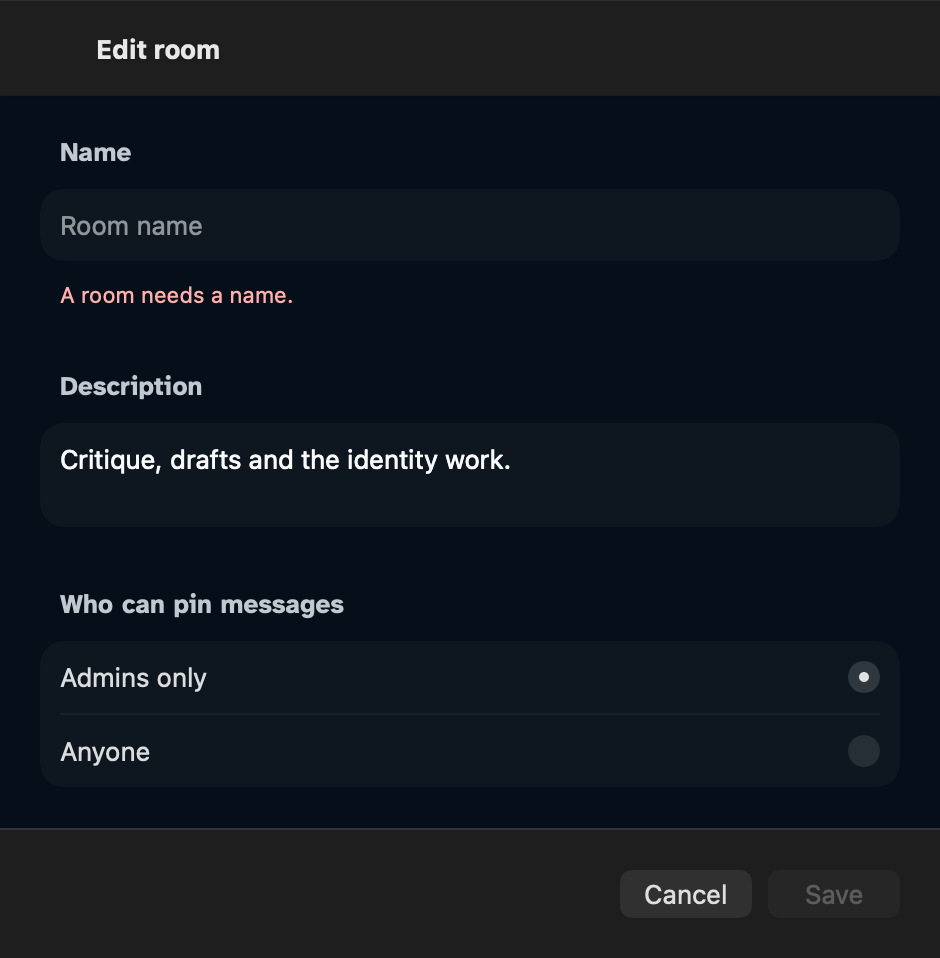 Edit room
Name
Room name
A room needs a name.
Description
Critique, drafts and the identity work.
Who can pin messages
Admins only
Anyone
Cancel
Save